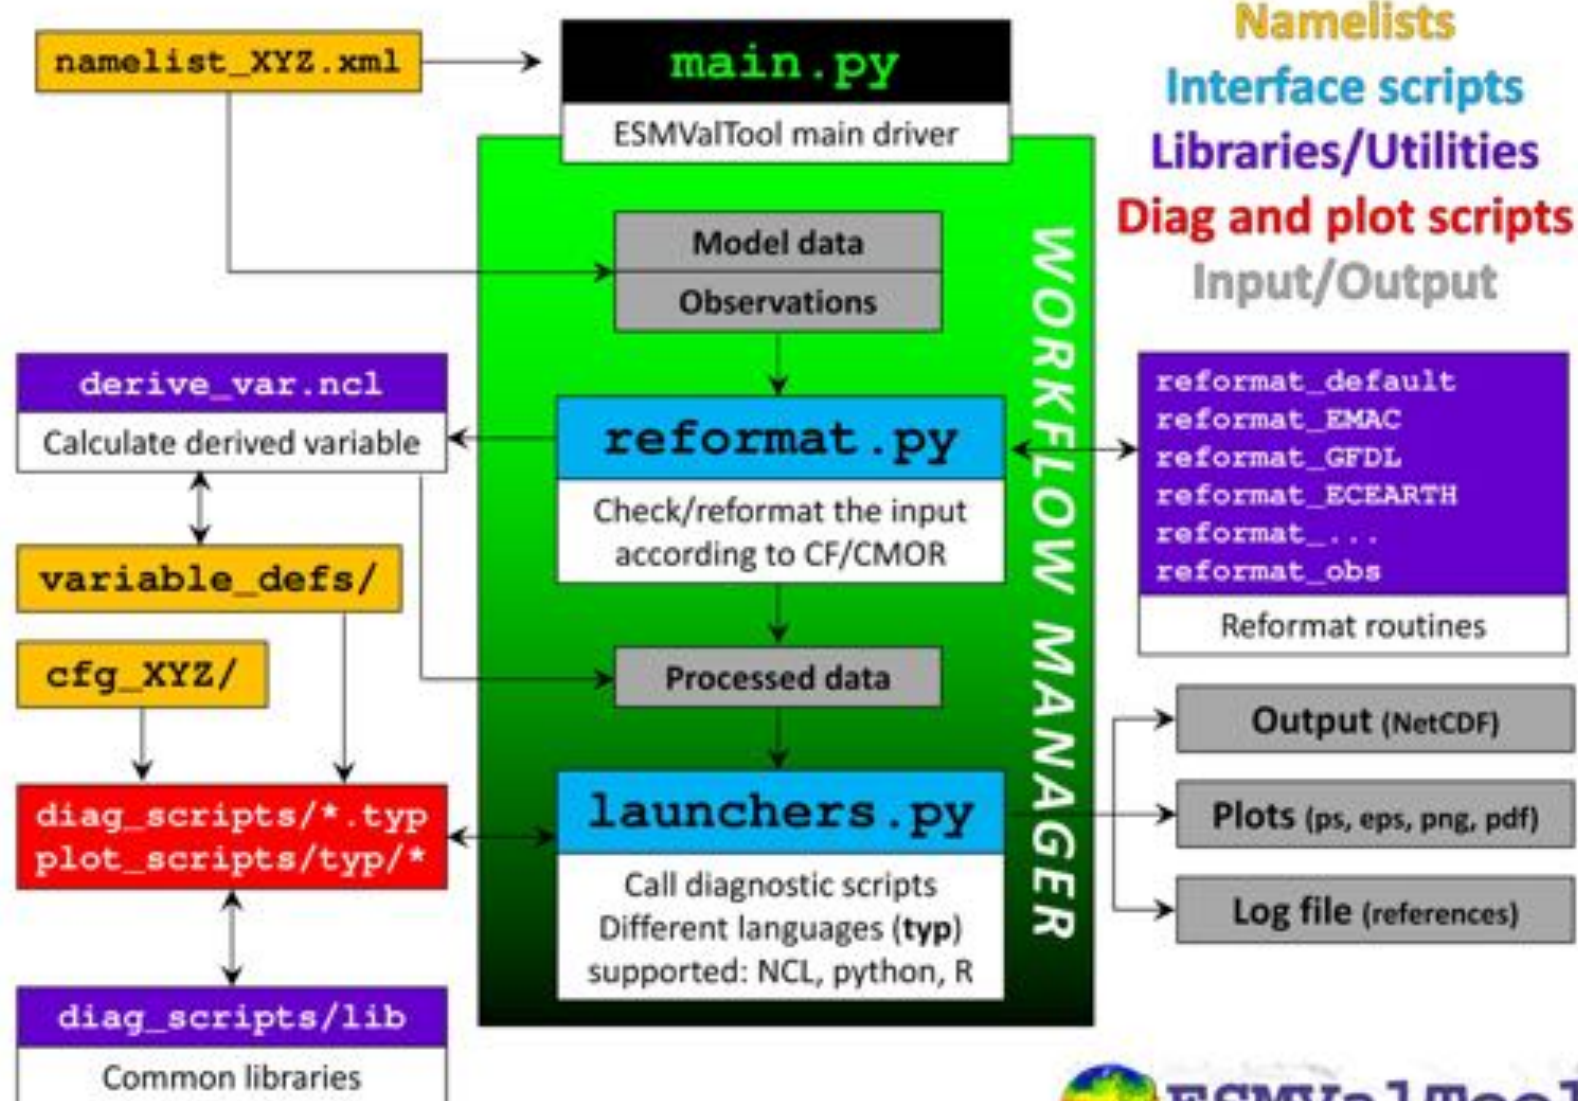 namelist_XYZ.xml
main.py
ESMValTool main driver
Namelists
Interface scripts
Libraries/Utilities
Diag and plot scripts
Input/Output
WORKFLOW MANAGER
Model data
Observations
derive_var.ncl
Calculate derived variable
reformat.py
Check/reformat the input
according to CF/CMOR
reformat_default
reformat_EMAC
reformat_GFDL
reformat_ECEARTH
reformat_...
reformat_obs
Reformat routines
variable_defs/
cfg_XYZ/
Processed data
Output (NetCDF)
Plots (ps, eps, png, pdf)
Log file (references)
diag_scripts/*.typ
plot_scripts/typ/*
launchers.py
Call diagnostic scripts
Different languages (typ)
supported: NCL, python, R
diag_scripts/lib
Common libraries
ESMValTool